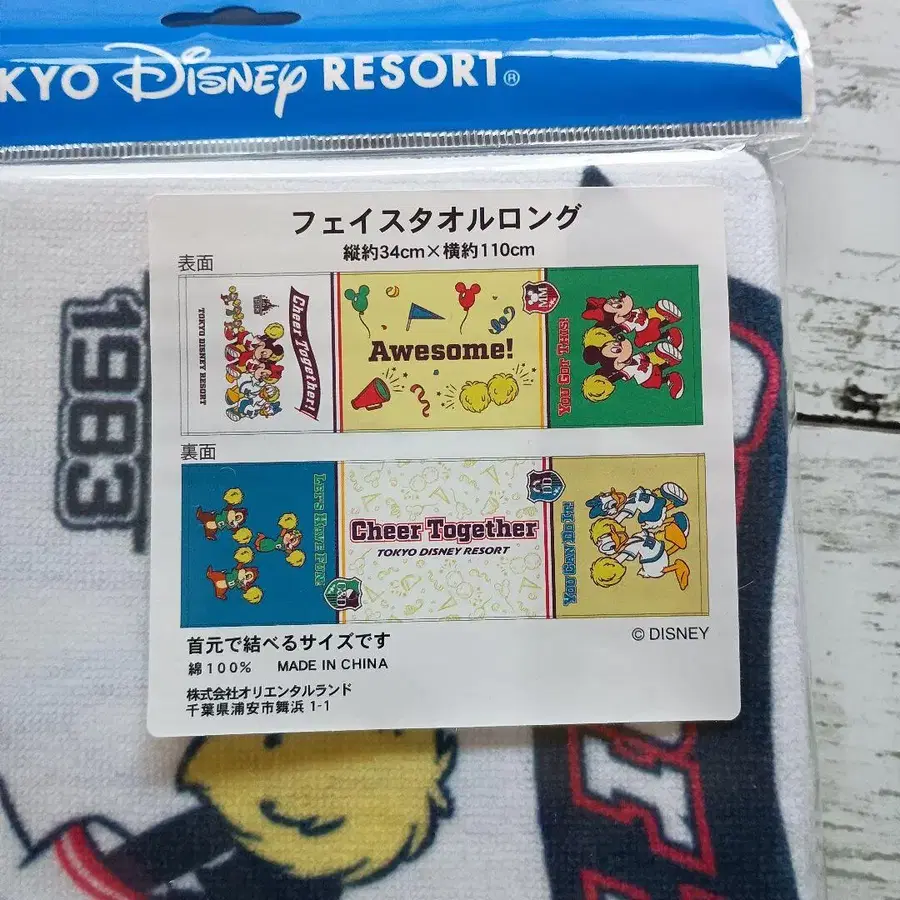 KYO Disney RESORT®
1983
フェイスタオルロング
縦約34cm×横約110cm
表面
Cheer Together!
TOKYO DISNEY RESORT
Awesome!
MM
YOU GOT THIS!
裏面
LET'S HAVE FUN!
C&D
Cheer Together
TOKYO DISNEY RESORT
DD
YOU CAN DO IT!
首元で結べるサイズです
綿100% MADE IN CHINA
© DISNEY
株式会社オリエンタルランド
千葉県浦安市舞浜 1-1